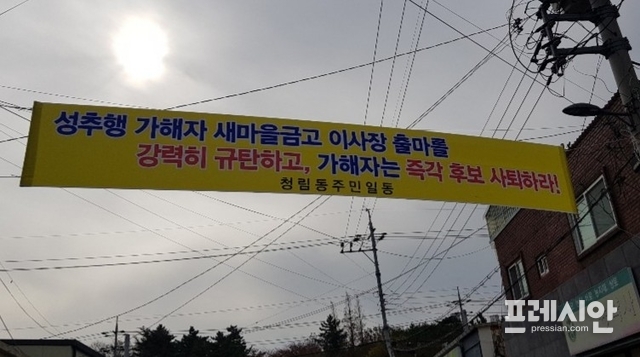 성추행 가해자 새마을금고 이사장 출마를
강력히 규탄하고, 가해자는 즉각 후보 사퇴하라!
청림동주민일동
프레시안
pressian.com